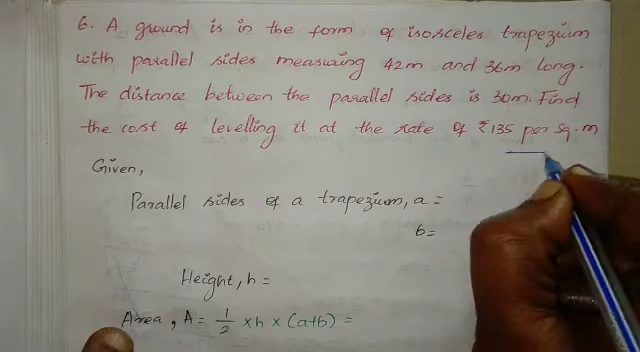 6. A ground is in the form of isosceles trapezium
with parallel sides measuring 42m and 36m long.
The distance between the parallel sides is 30m. Find
the cost of levelling it at the rate of ₹135 per sq.m
Given,
Parallel sides of a trapezium, a =
b =
Height, h =
Area, A = 1/2 × h × (a+b) =